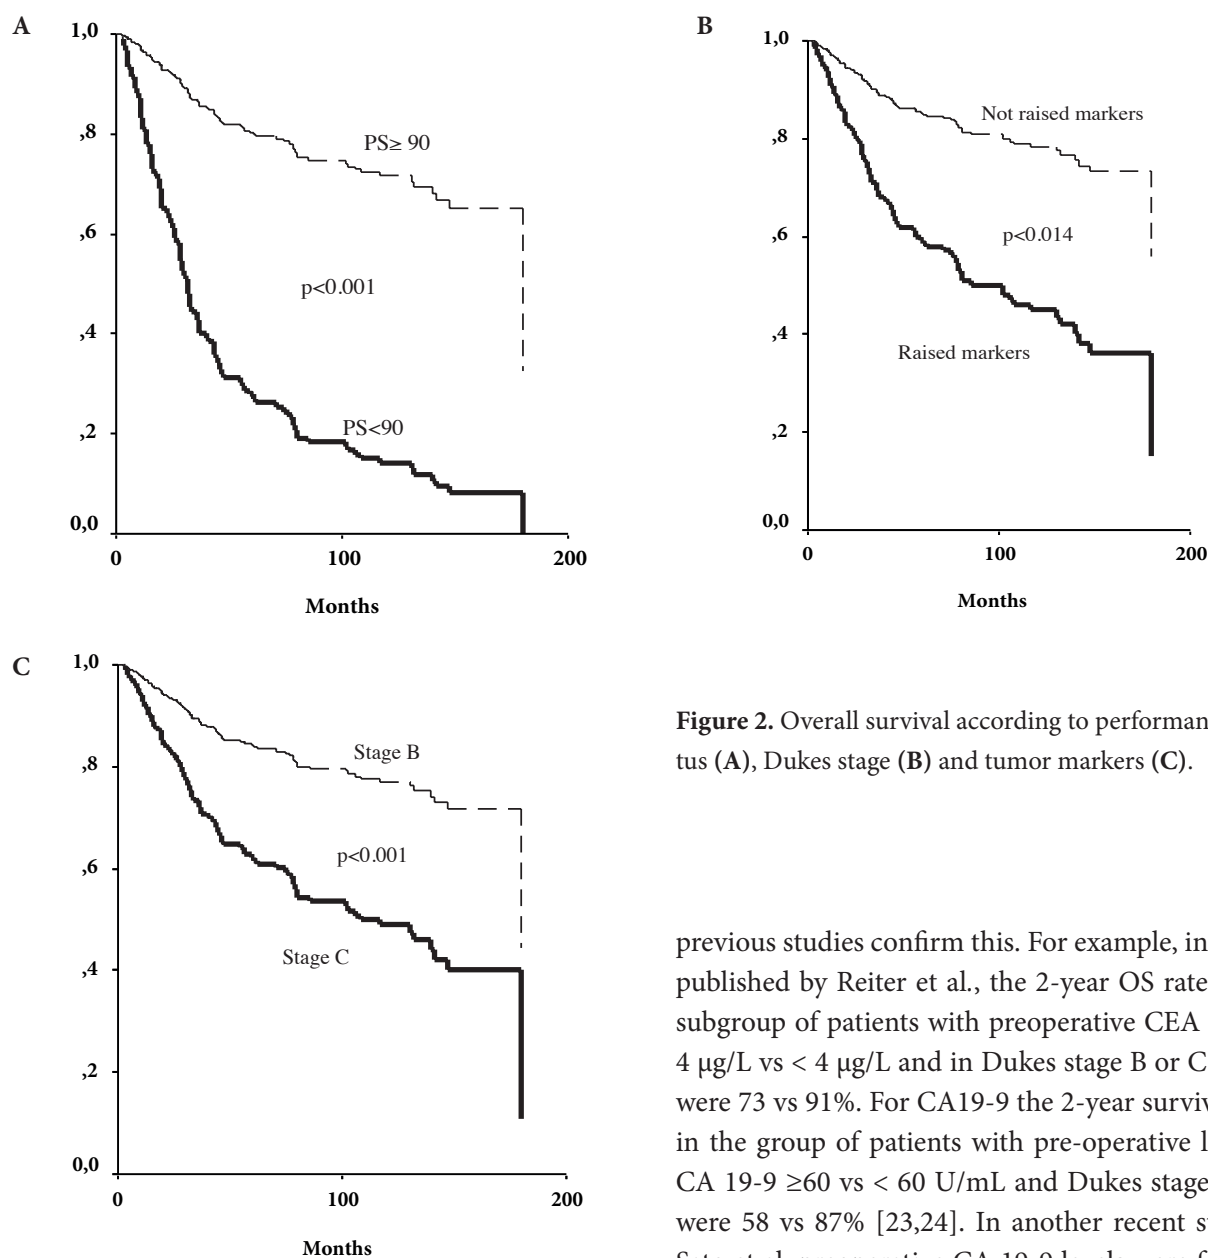 A
1,0
,8
,6
,4
,2
0,0
PS≥ 90
p<0.001
PS<90
0
100
200
Months
B
1,0
,8
,6
,4
,2
0,0
Not raised markers
p<0.014
Raised markers
0
100
200
Months
C
1,0
,8
,6
,4
,2
0,0
Stage B
p<0.001
Stage C
0
100
200
Months
Figure 2. Overall survival according to performan
tus (A), Dukes stage (B) and tumor markers (C).
previous studies confirm this. For example, in
published by Reiter et al., the 2-year OS rate
subgroup of patients with preoperative CEA
4 μg/L vs < 4 μg/L and in Dukes stage B or C
were 73 vs 91%. For CA19-9 the 2-year surviv
in the group of patients with pre-operative l
CA 19-9 ≥60 vs < 60 U/mL and Dukes stage
were 58 vs 87% [23,24]. In another recent s